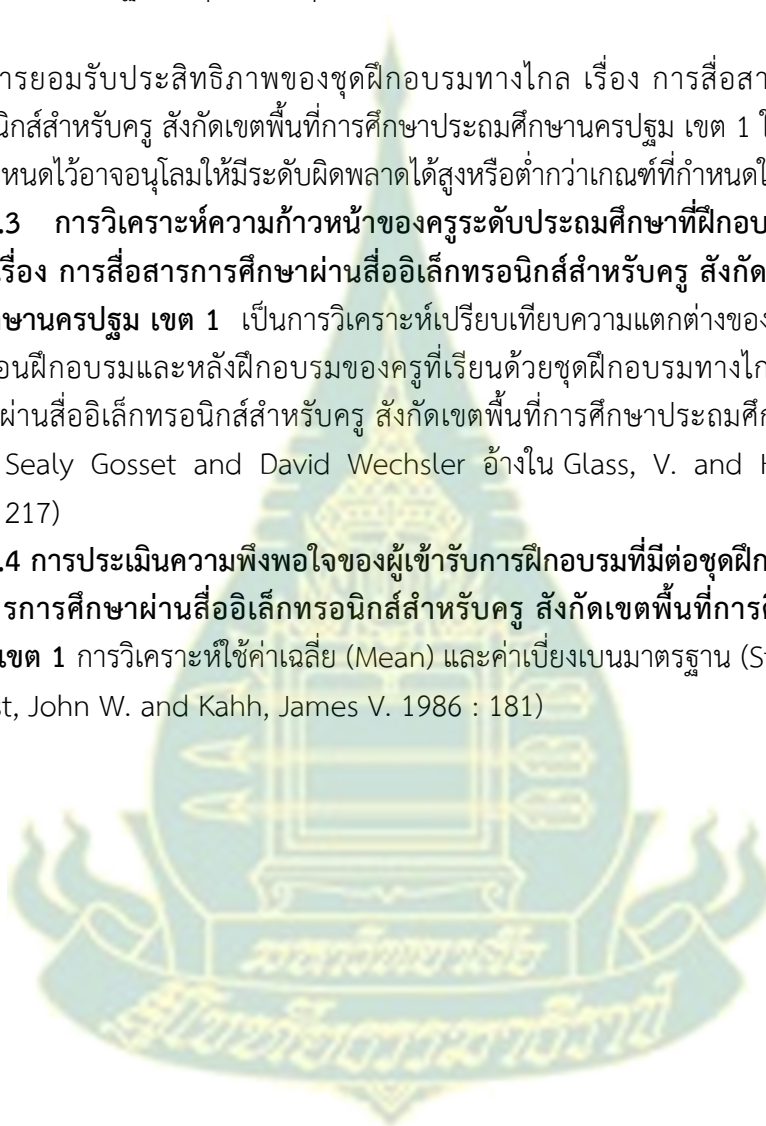 ารยอมรับประสิทธิภาพของชุดฝึกอบรมทางไกล เรื่อง การสื่อสา
นิกส์สำหรับครู สังกัดเขตพื้นที่การศึกษาประถมศึกษานครปฐม เขต 1 ใ
หนดไว้อาจอนุโลมให้มีระดับผิดพลาดได้สูงหรือต่ำกว่าเกณฑ์ที่กำหนดใ
.3 การวิเคราะห์ความก้าวหน้าของครูระดับประถมศึกษาที่ฝึกอบ
รื่อง การสื่อสารการศึกษาผ่านสื่ออิเล็กทรอนิกส์สำหรับครู สังกัด
กษานครปฐม เขต 1 เป็นการวิเคราะห์เปรียบเทียบความแตกต่างของ
อนฝึกอบรมและหลังฝึกอบรมของครูที่เรียนด้วยชุดฝึกอบรมทางไก
ผ่านสื่ออิเล็กทรอนิกส์สำหรับครู สังกัดเขตพื้นที่การศึกษาประถมศึก
Sealy Gosset and David Wechsler อ้างใน Glass, V. and H
217)
.4 การประเมินความพึงพอใจของผู้เข้ารับการฝึกอบรมที่มีต่อชุดฝึก
รการศึกษาผ่านสื่ออิเล็กทรอนิกส์สำหรับครู สังกัดเขตพื้นที่การศึ
เขต 1 การวิเคราะห์ใช้ค่าเฉลี่ย (Mean) และค่าเบี่ยงเบนมาตรฐาน (S
st, John W. and Kahh, James V. 1986 : 181)
มหาวิทยาลัย
สุโขทัยธรรมาธิราช